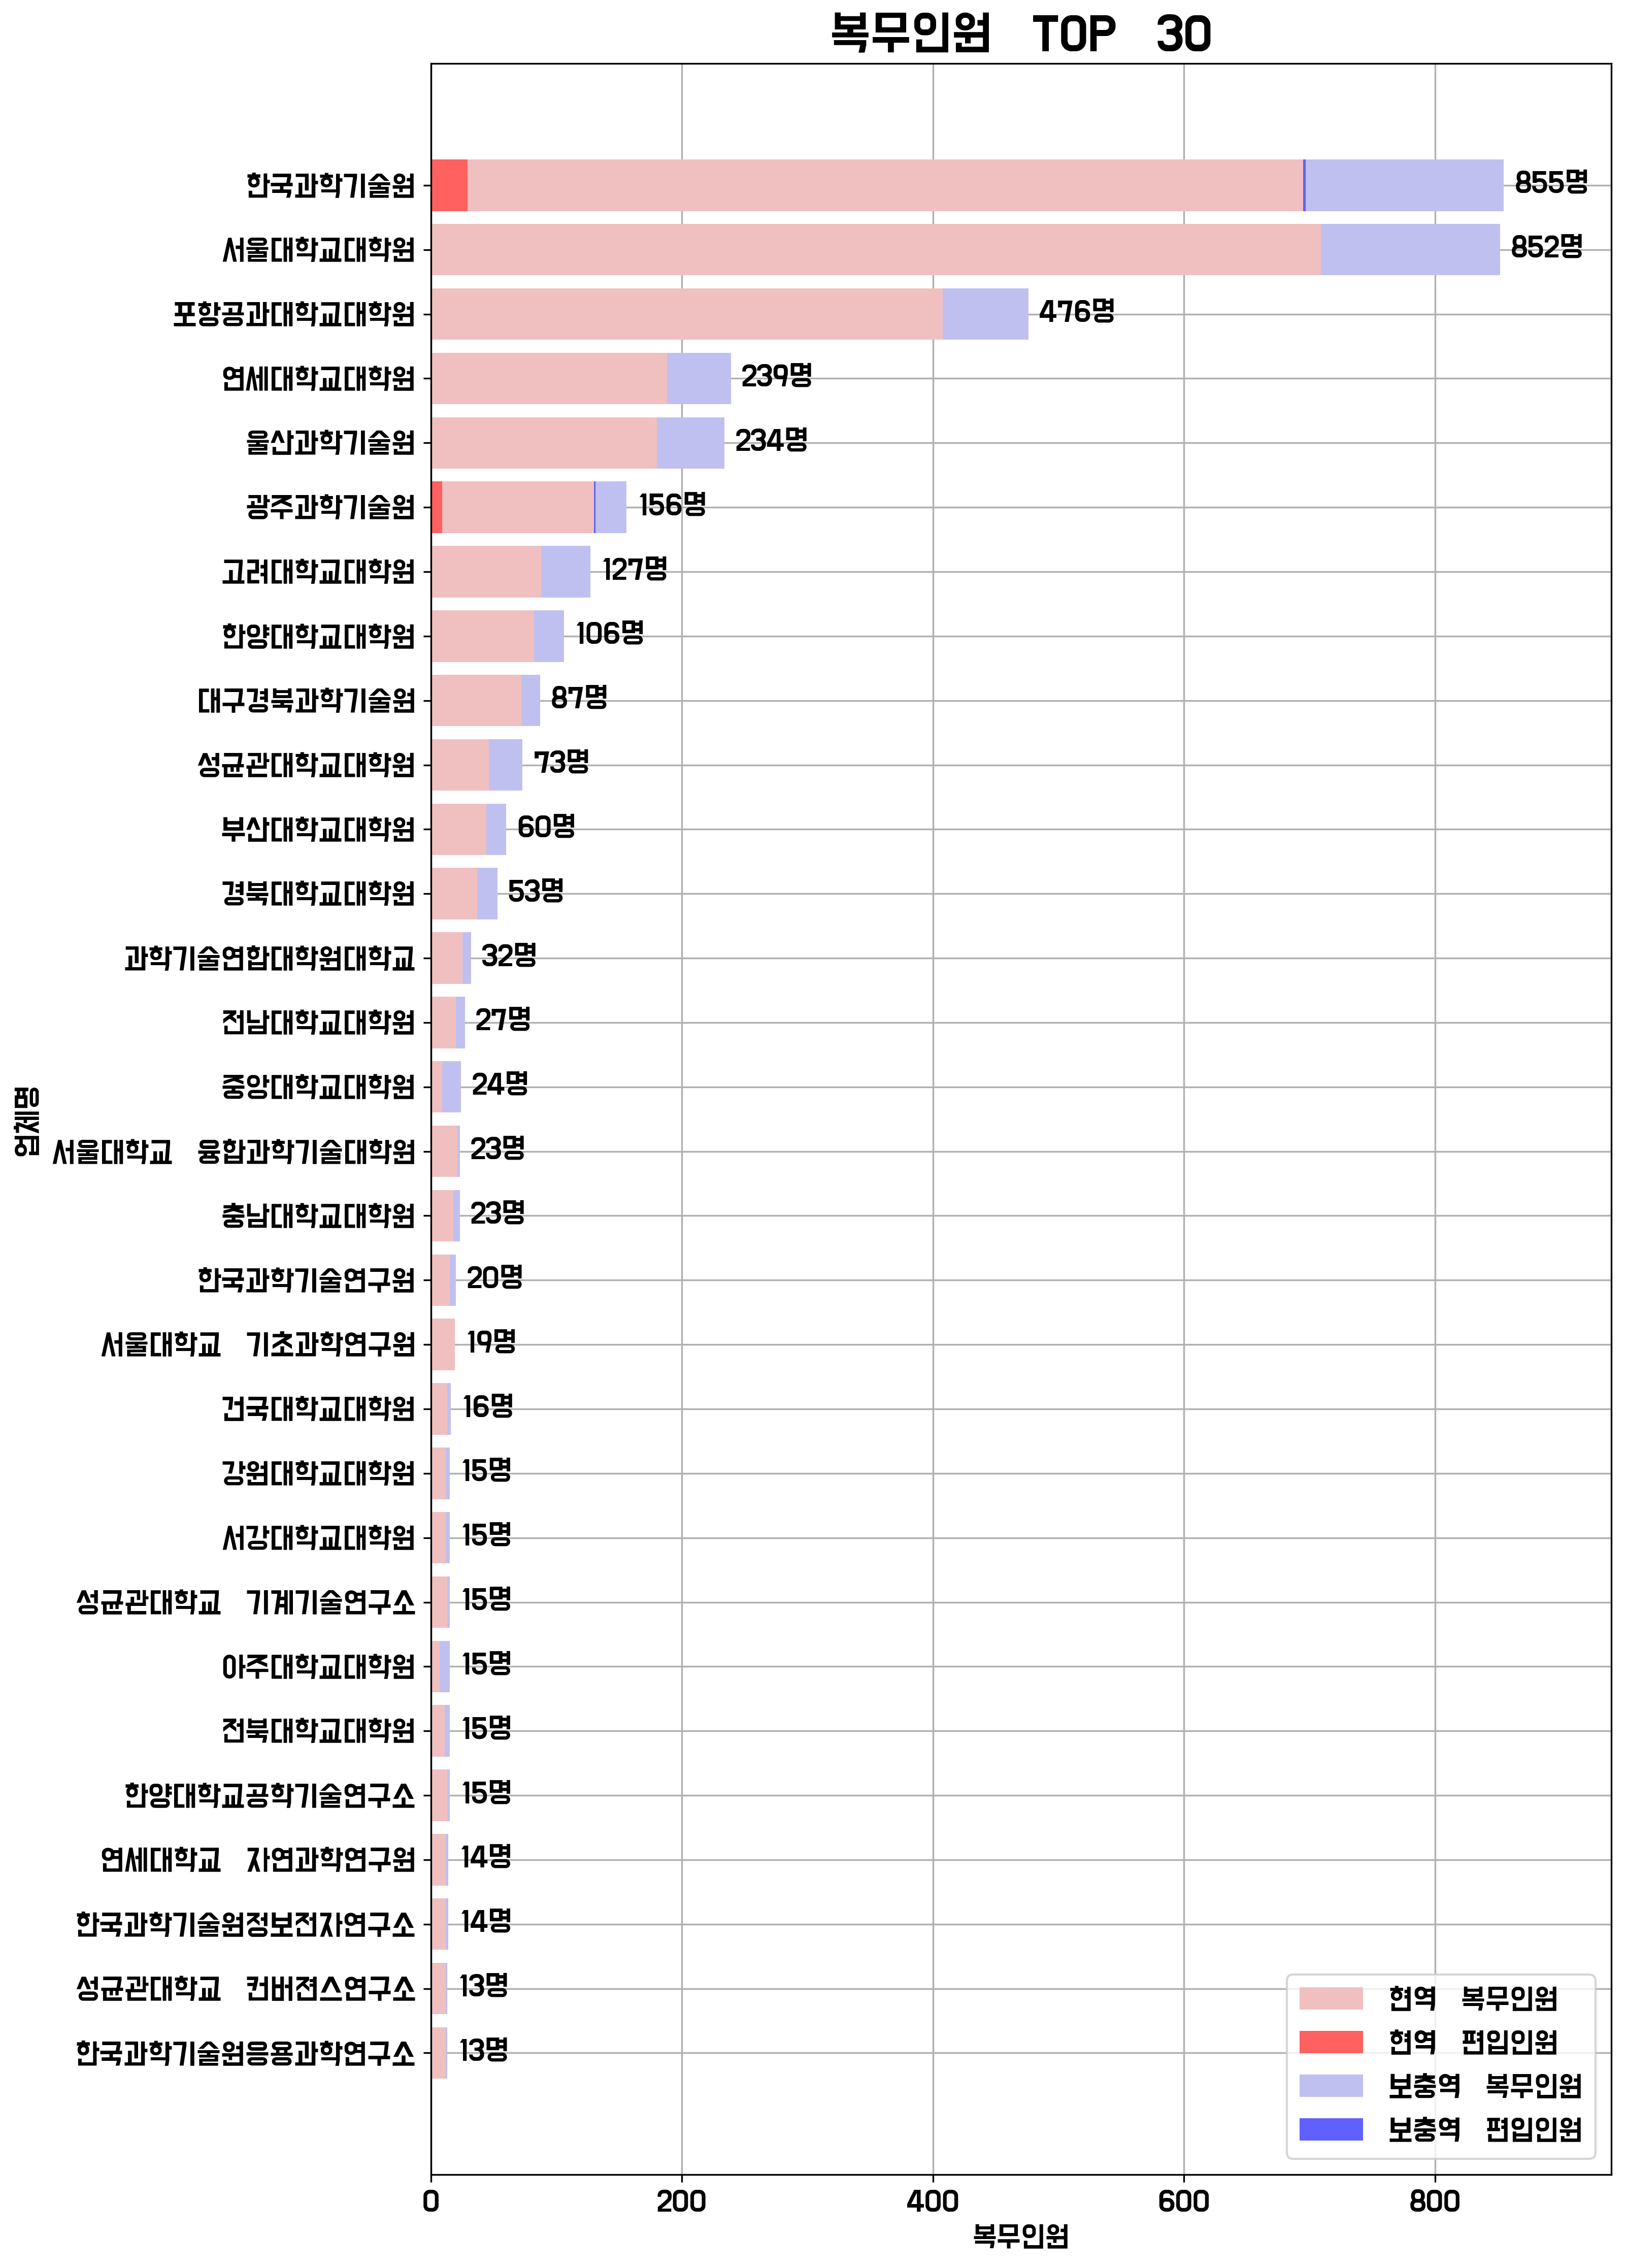 복무인원 TOP 30
한국과학기술원 855명
서울대학교대학원 852명
포항공과대학교대학원 476명
연세대학교대학원 239명
울산과학기술원 234명
광주과학기술원 156명
고려대학교대학원 127명
한양대학교대학원 106명
대구경북과학기술원 87명
성균관대학교대학원 73명
부산대학교대학원 60명
경북대학교대학원 53명
과학기술연합대학원대학교 32명
전남대학교대학원 27명
중앙대학교대학원 24명
서울대학교 융합과학기술대학원 23명
충남대학교대학원 23명
한국과학기술연구원 20명
서울대학교 기초과학연구원 19명
건국대학교대학원 16명
강원대학교대학원 15명
서강대학교대학원 15명
성균관대학교 기계기술연구소 15명
아주대학교대학원 15명
전북대학교대학원 15명
한양대학교공학기술연구소 15명
연세대학교 자연과학연구원 14명
한국과학기술원정보전자연구소 14명
성균관대학교 컨버젼스연구소 13명
한국과학기술원응용과학연구소 13명
업체명
현역 복무인원
현역 편입인원
보충역 복무인원
보충역 편입인원
0 200 400 600 800
복무인원